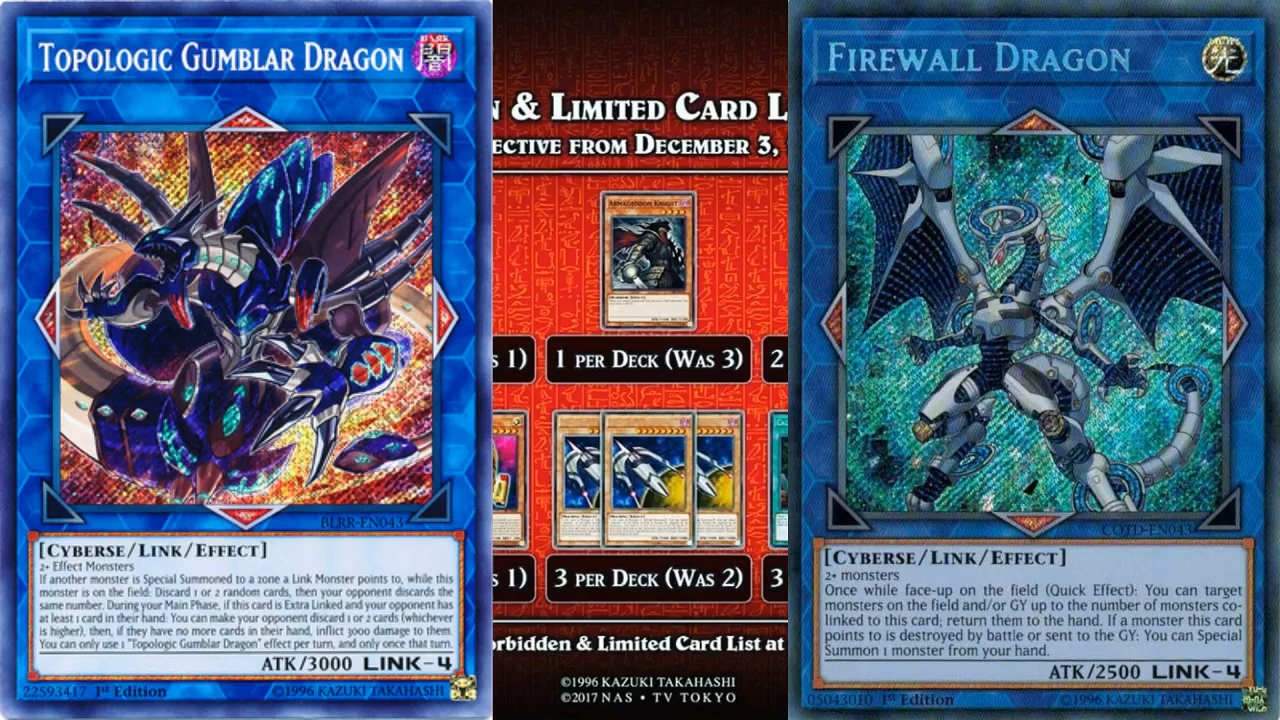 TOPOLOGIC GUMBLAR DRAGON
DARK
闇
BLRR-EN043
[CYBERSE/LINK/EFFECT]
2+ Effect Monsters
If another monster is Special Summoned to a zone a Link Monster points to, while this
monster is on the field: Discard 1 or 2 random cards, then your opponent discards the
same number. During your Main Phase, if this card is Extra Linked and your opponent has
at least 1 card in their hand: You can make your opponent discard 1 or 2 cards (whichever
is higher), then, if they have no more cards in their hand, inflict 3000 damage to them.
You can only use 1 "Topologic Gumblar Dragon" effect per turn, and only once that turn.
ATK/3000 LINK-4
22593417 1st Edition ©1996 KAZUKI TAKAHASHI
N & LIMITED CARD L
ECTIVE FROM DECEMBER 3,
ARMAGEDDON KNIGHT
S 1)
1 PER DECK (WAS 3)
2
S 1)
3 PER DECK (WAS 2)
3
orbidden & Limited Card List at
©1996 KAZUKI TAKAHASHI
©2017 NAS • TV TOKYO
FIREWALL DRAGON
光
COTD-EN043
[CYBERSE/LINK/EFFECT]
2+ monsters
Once while face-up on the field (Quick Effect): You can target
monsters on the field and/or GY up to the number of monsters co-
linked to this card; return them to the hand. If a monster this card
points to is destroyed by battle or sent to the GY: You can Special
Summon 1 monster from your hand.
ATK/2500 LINK-4
05043010 1st Edition ©1996 KAZUKI TAKAHASHI